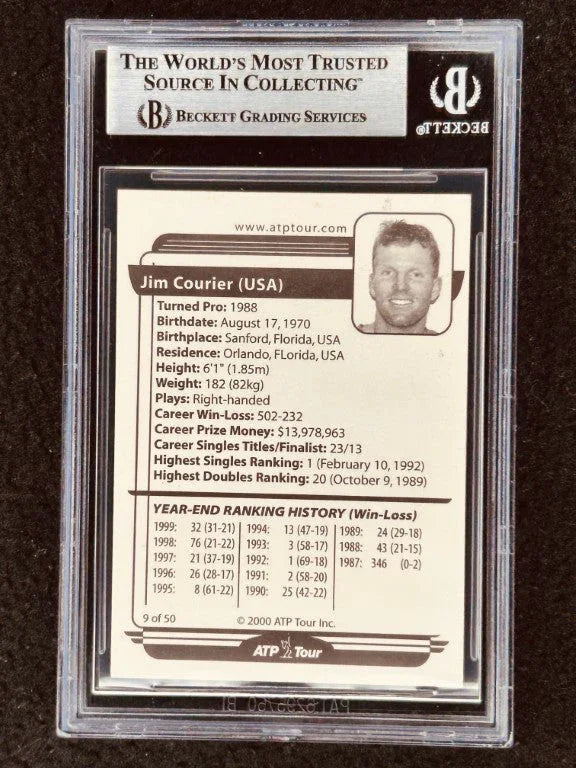 THE WORLD'S MOST TRUSTED
SOURCE IN COLLECTING™
B BECKETT GRADING SERVICES
B
BECKETT®
www.atptour.com
Jim Courier (USA)
Turned Pro: 1988
Birthdate: August 17, 1970
Birthplace: Sanford, Florida, USA
Residence: Orlando, FLorida, USA
Height: 6'1" (1.85m)
Weight: 182 (82kg)
Plays: Right-handed
Career Win-Loss: 502-232
Career Prize Money: $13,978,963
Career Singles Titles/Finalist: 23/13
Highest Singles Ranking: 1 (February 10, 1992)
Highest Doubles Ranking: 20 (October 9, 1989)
YEAR-END RANKING HISTORY (Win-Loss)
1999: 32 (31-21) 1994: 13 (47-19) 1989: 24 (29-18)
1998: 76 (21-22) 1993: 3 (58-17) 1988: 43 (21-15)
1997: 21 (37-19) 1992: 1 (69-18) 1987: 346 (0-2)
1996: 26 (28-17) 1991: 2 (58-20)
1995: 8 (61-22) 1990: 25 (42-22)
9 of 50 © 2000 ATP Tour Inc.
ATP Tour